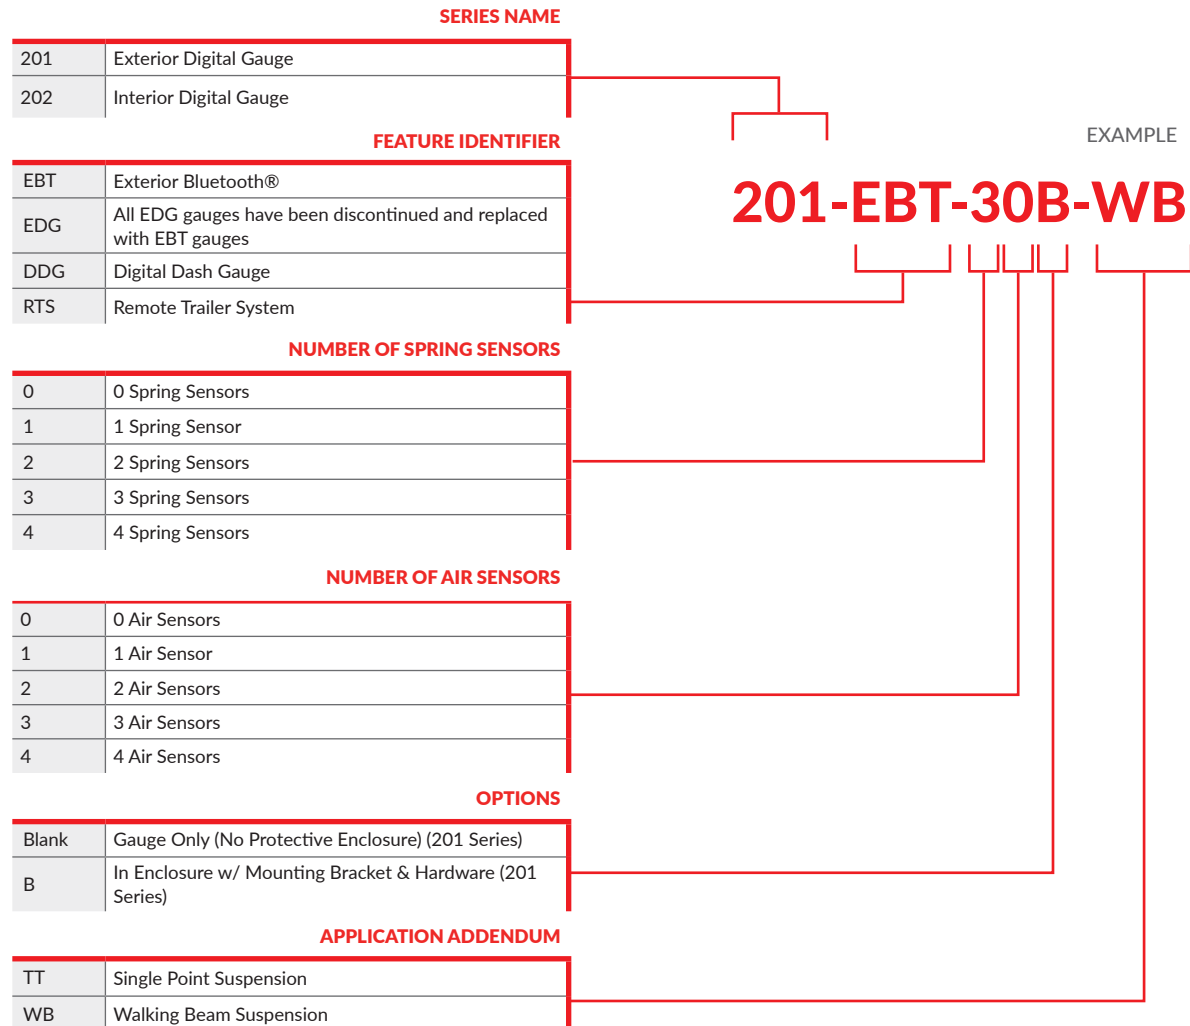 SERIES NAME
201 Exterior Digital Gauge
202 Interior Digital Gauge
EXAMPLE
201-EBT-30B-WB
FEATURE IDENTIFIER
EBT Exterior Bluetooth®
EDG All EDG gauges have been discontinued and replaced
with EBT gauges
DDG Digital Dash Gauge
RTS Remote Trailer System
NUMBER OF SPRING SENSORS
0 0 Spring Sensors
1 1 Spring Sensor
2 2 Spring Sensors
3 3 Spring Sensors
4 4 Spring Sensors
NUMBER OF AIR SENSORS
0 0 Air Sensors
1 1 Air Sensor
2 2 Air Sensors
3 3 Air Sensors
4 4 Air Sensors
OPTIONS
Blank Gauge Only (No Protective Enclosure) (201 Series)
B In Enclosure w/ Mounting Bracket & Hardware (201
Series)
APPLICATION ADDENDUM
TT Single Point Suspension
WB Walking Beam Suspension